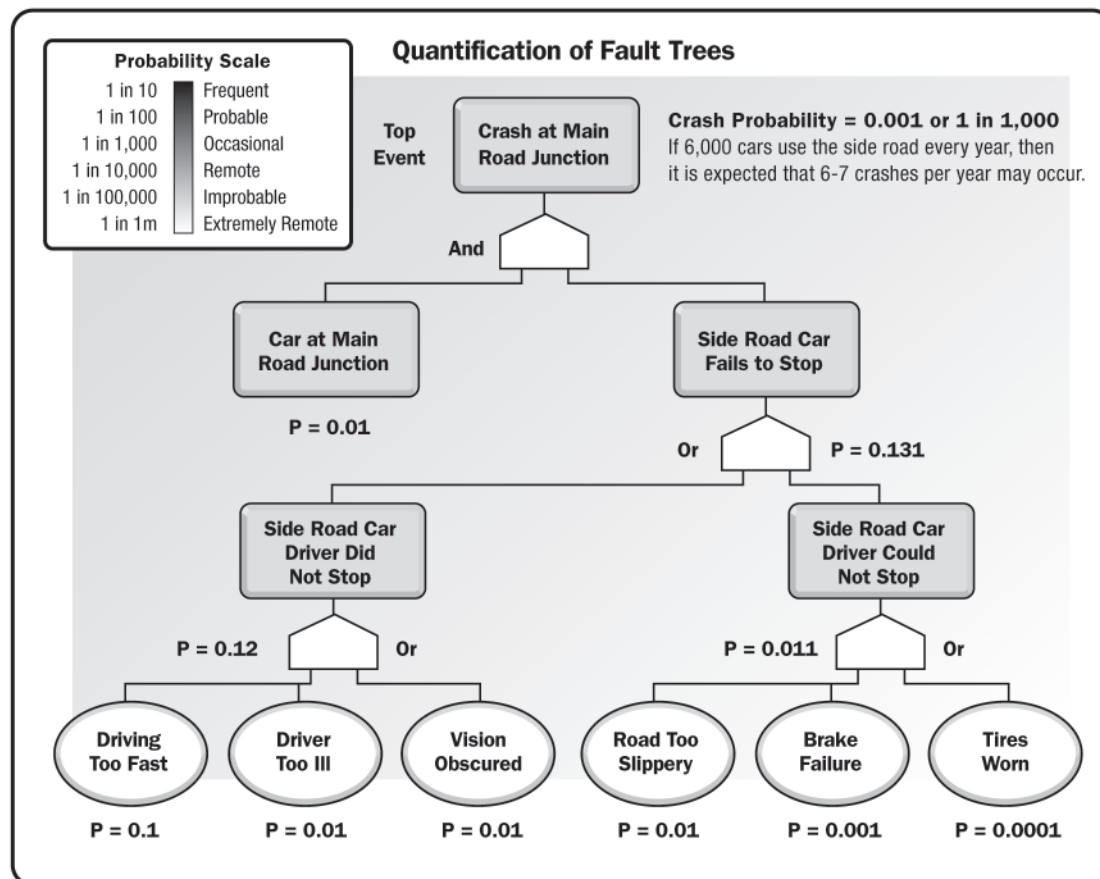 Quantification of Fault Trees
Probability Scale
1 in 10 Frequent
1 in 100 Probable
1 in 1,000 Occasional
1 in 10,000 Remote
1 in 100,000 Improbable
1 in 1m Extremely Remote
Top
Event
Crash at Main
Road Junction
Crash Probability = 0.001 or 1 in 1,000
If 6,000 cars use the side road every year, then
it is expected that 6-7 crashes per year may occur.
And
Car at Main
Road Junction
P = 0.01
Side Road Car
Fails to Stop
Or
P = 0.131
Side Road Car
Driver Did
Not Stop
Side Road Car
Driver Could
Not Stop
P = 0.12
Or
P = 0.011
Or
Driving
Too Fast
Driver
Too Ill
Vision
Obscured
Road Too
Slippery
Brake
Failure
Tires
Worn
P = 0.1
P = 0.01
P = 0.01
P = 0.01
P = 0.001
P = 0.0001